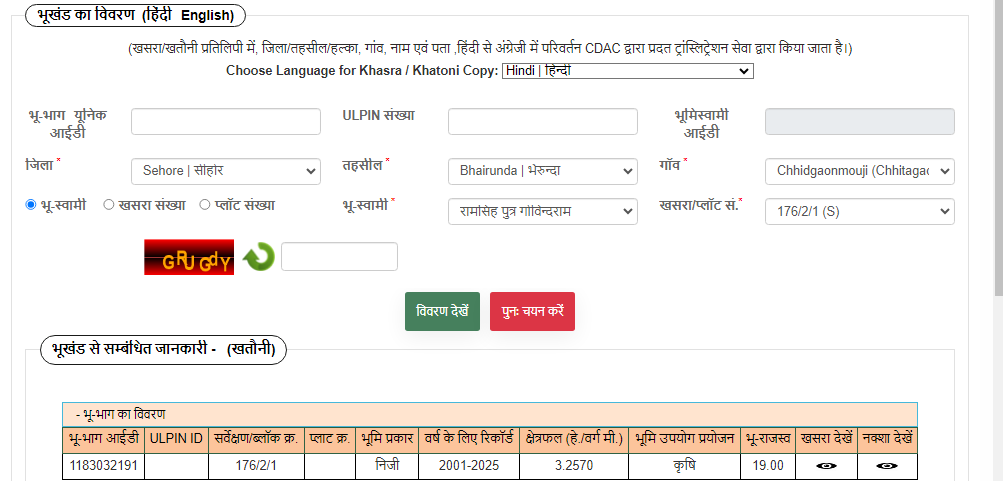 भूखंड का विवरण (हिंदी English)
(खसरा/खतौनी प्रतिलिपी में, जिला/तहसील/हल्का, गांव, नाम एवं पता ,हिंदी से अंग्रेजी में परिवर्तन CDAC द्वारा प्रदत ट्रांस्लिट्रेशन सेवा द्वारा किया जाता है।)
Choose Language for Khasra / Khatoni Copy: Hindi | हिन्दी
भू-भाग यूनिक आईडी ULPIN संख्या भूमिस्वामी आईडी
जिला * Sehore | सीहोर तहसील * Bhairunda | भेरुन्दा गॉव * Chhidgaonmouji (Chhitagac
भू-स्वामी खसरा संख्या प्लॉट संख्या भू-स्वामी * रामसिह पुत्र गोविन्दराम खसरा/प्लॉट सं.* 176/2/1 (S)
GRUGdY
विवरण देखें पुनः चयन करें
भूखंड से सम्बंधित जानकारी - (खतौनी)
- भू-भाग का विवरण
भू-भाग आईडी ULPIN ID सर्वेक्षण/ब्लॉक क्र. प्लाट क्र. भूमि प्रकार वर्ष के लिए रिकॉर्ड क्षेत्रफल (हे./वर्ग मी.) भूमि उपयोग प्रयोजन भू-राजस्व खसरा देखें नक्शा देखें
1183032191 176/2/1 निजी 2001-2025 3.2570 कृषि 19.00